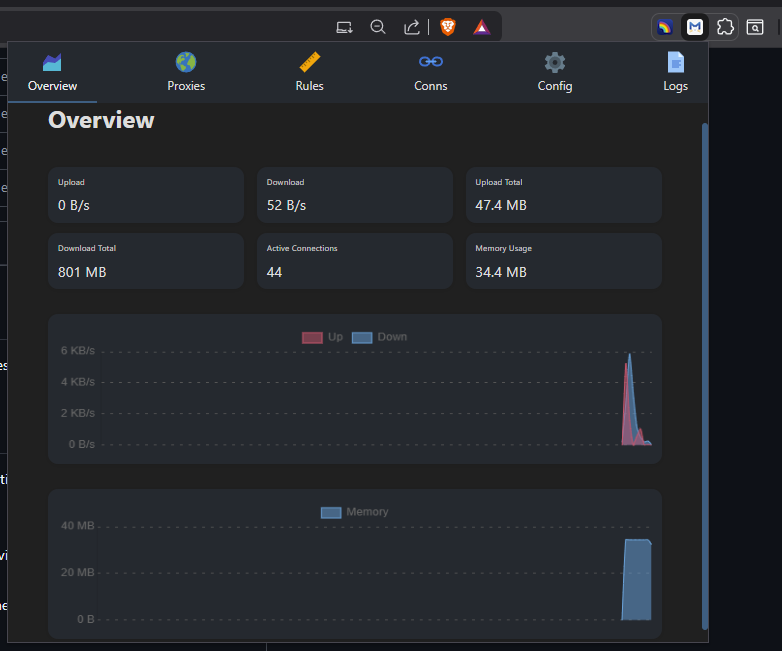 Overview Proxies Rules Conns Config Logs
Overview
Upload Download Upload Total
0 B/s 52 B/s 47.4 MB
Download Total Active Connections Memory Usage
801 MB 44 34.4 MB
Up Down
6 KB/s
4 KB/s
2 KB/s
0 B/s
Memory
40 MB
20 MB
0 B